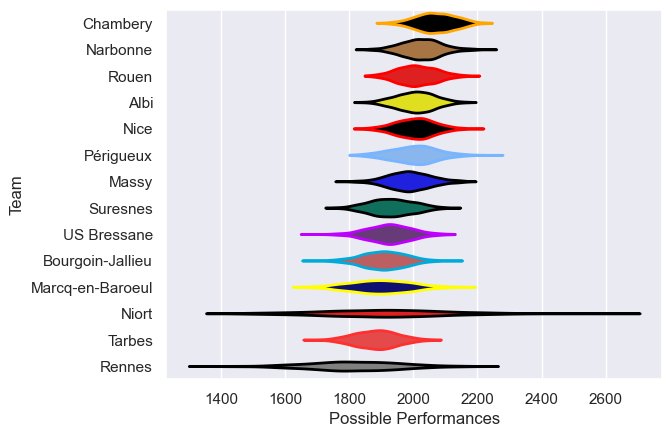 Chambery
Narbonne
Rouen
Albi
Nice
Périgueux
Massy
Suresnes
US Bressane
Bourgoin-Jallieu
Marcq-en-Baroeul
Niort
Tarbes
Rennes
Team
1400 1600 1800 2000 2200 2400 2600
Possible Performances